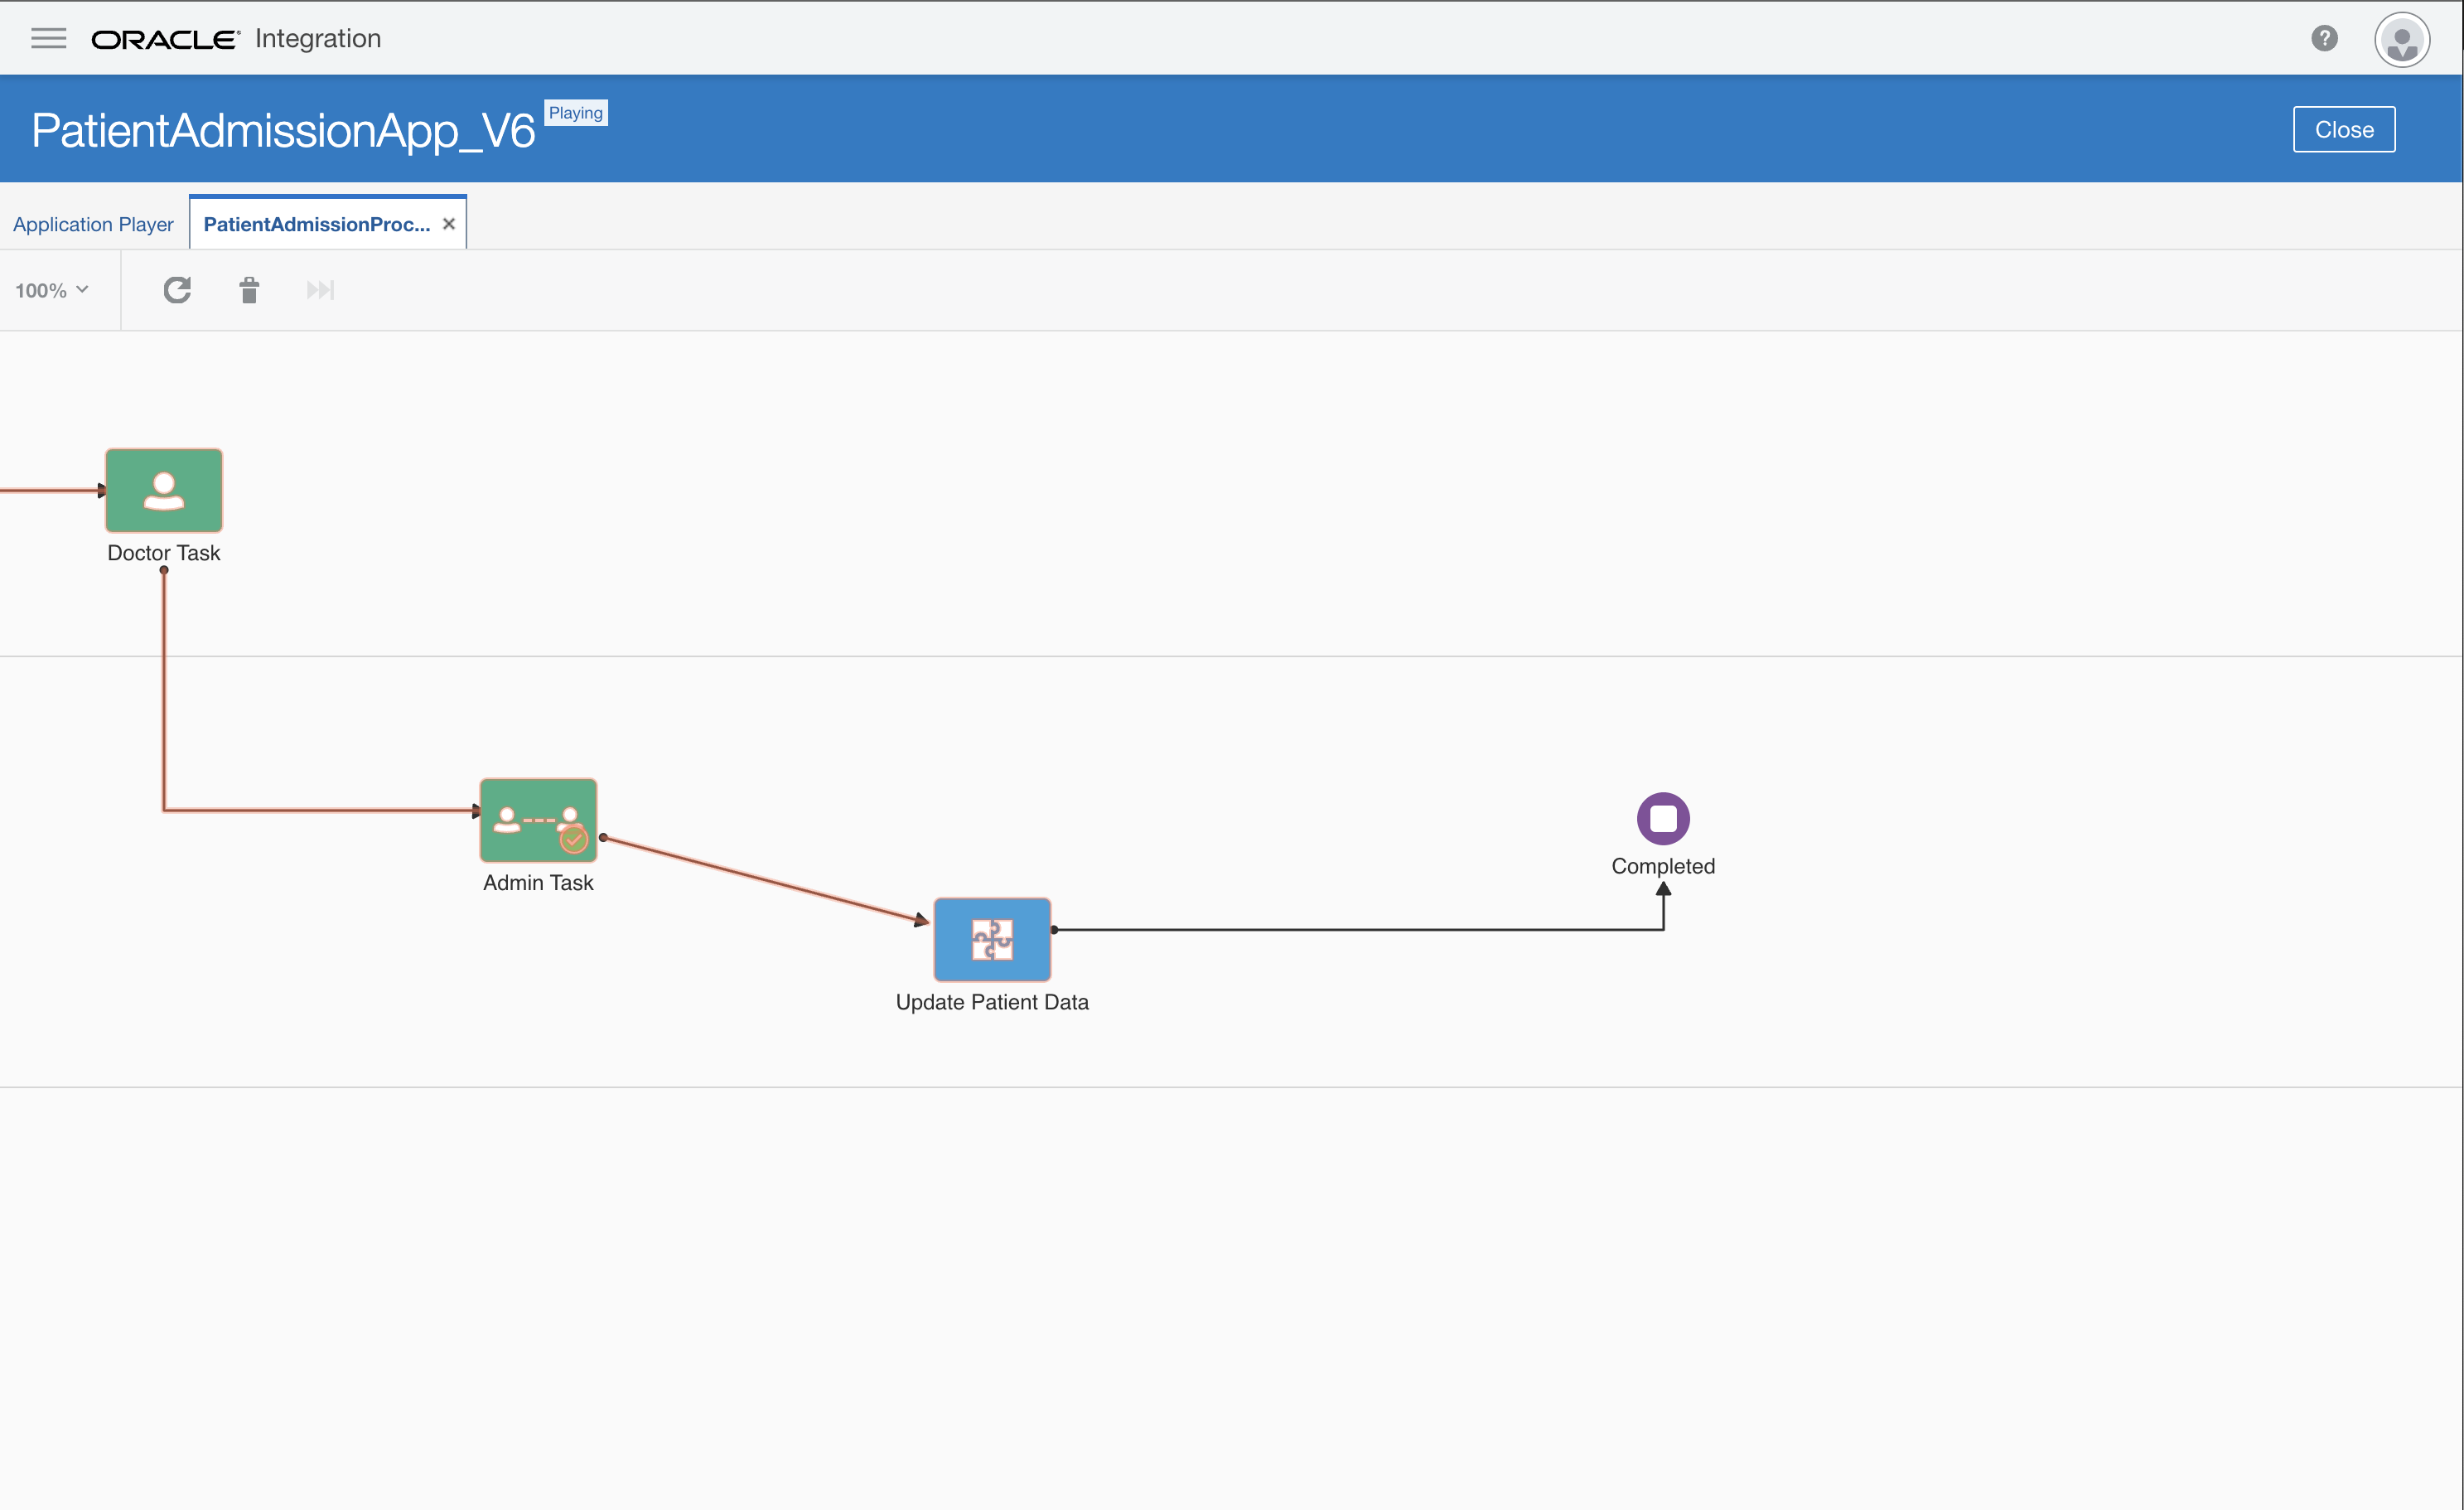 ORACLE Integration
?
PatientAdmissionApp_V6
Playing
Close
Application Player
PatientAdmissionProc...
100%
Doctor Task
Admin Task
Completed
Update Patient Data